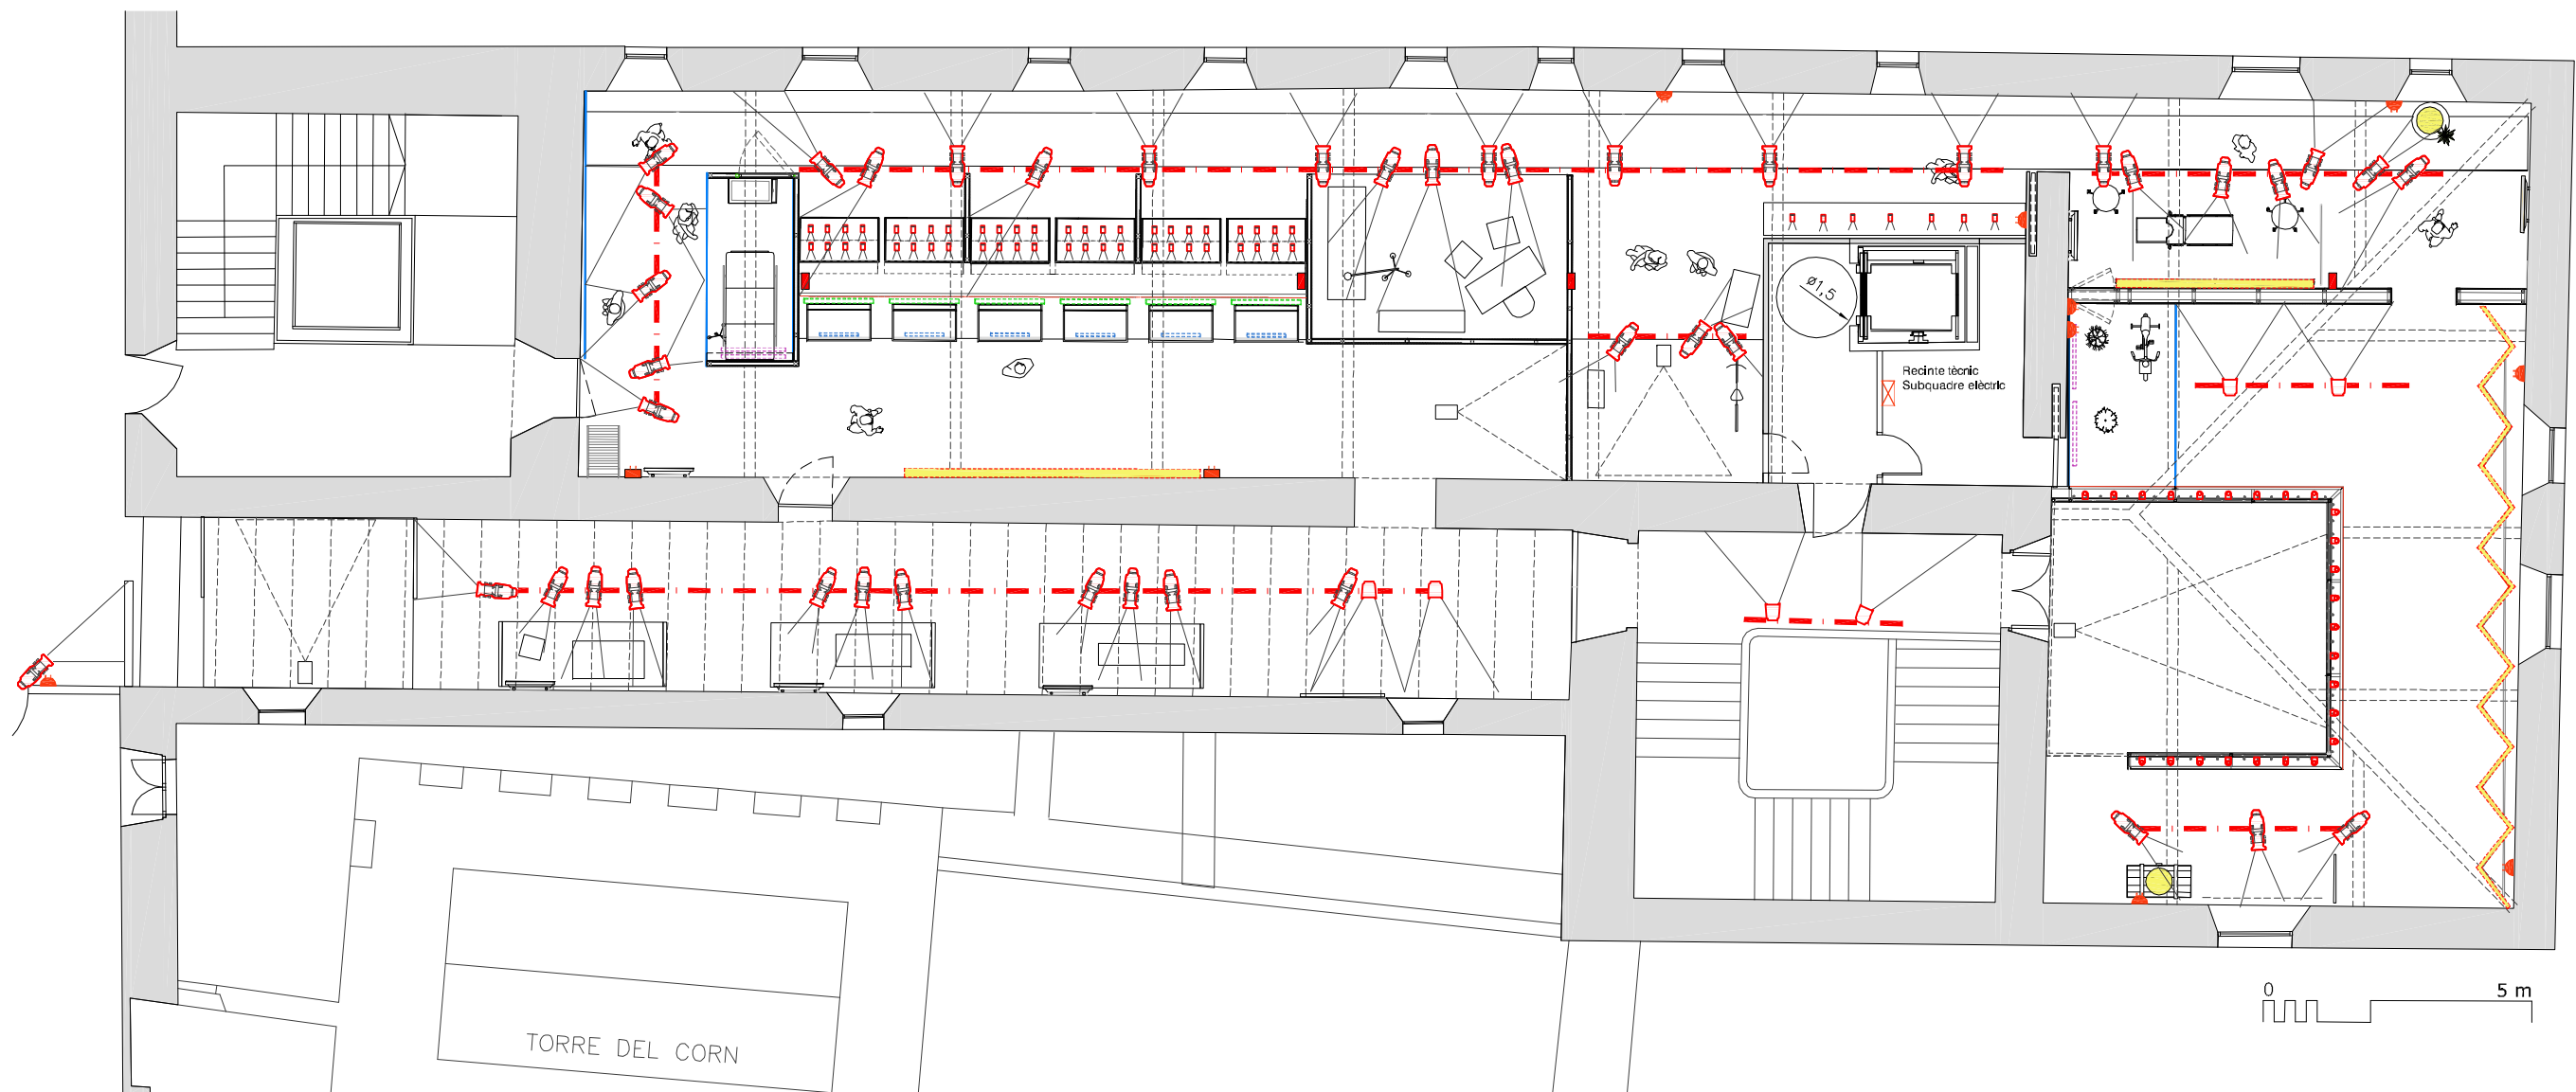 ø1,5
Recinte tècnic
Subquadre elèctric
0 5 m
TORRE DEL CORN